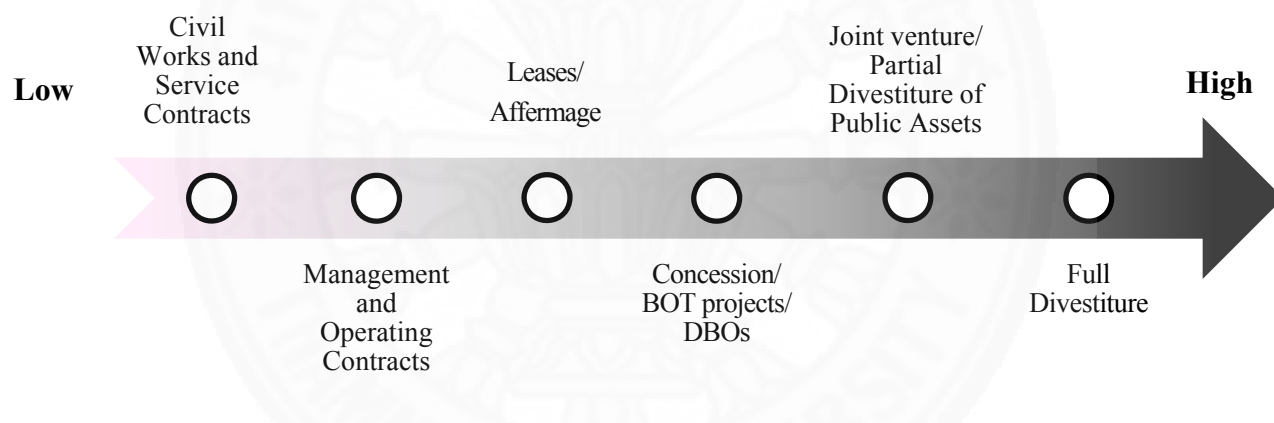 Low
Civil
Works and
Service
Contracts
Management
and
Operating
Contracts
Leases/
Affermage
Concession/
BOT projects/
DBOs
Joint venture/
Partial
Divestiture of
Public Assets
Full
Divestiture
High